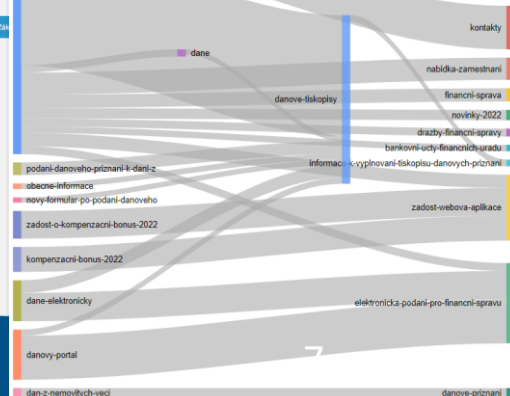 kontakty
dane
nabidka-zamestnani
danove-tiskopisy
financni-sprava
novinky-2022
drazby-financni-spravy
bankovni-ucty-financnich-uradu
informace-k-vyplnovani-tiskopisu-danovych-priznani
podani-danoveho-priznani-k-dani-z
obecne-informace
novy-formular-po-podani-danoveho
zadost-webova-aplikace
zadost-o-kompenzacni-bonus-2022
kompenzacni-bonus-2022
dane-elektronicky
elektronicka-podani-pro-financni-spravu
danovy-portal
dan-z-nemovitych-veci
danove-priznani